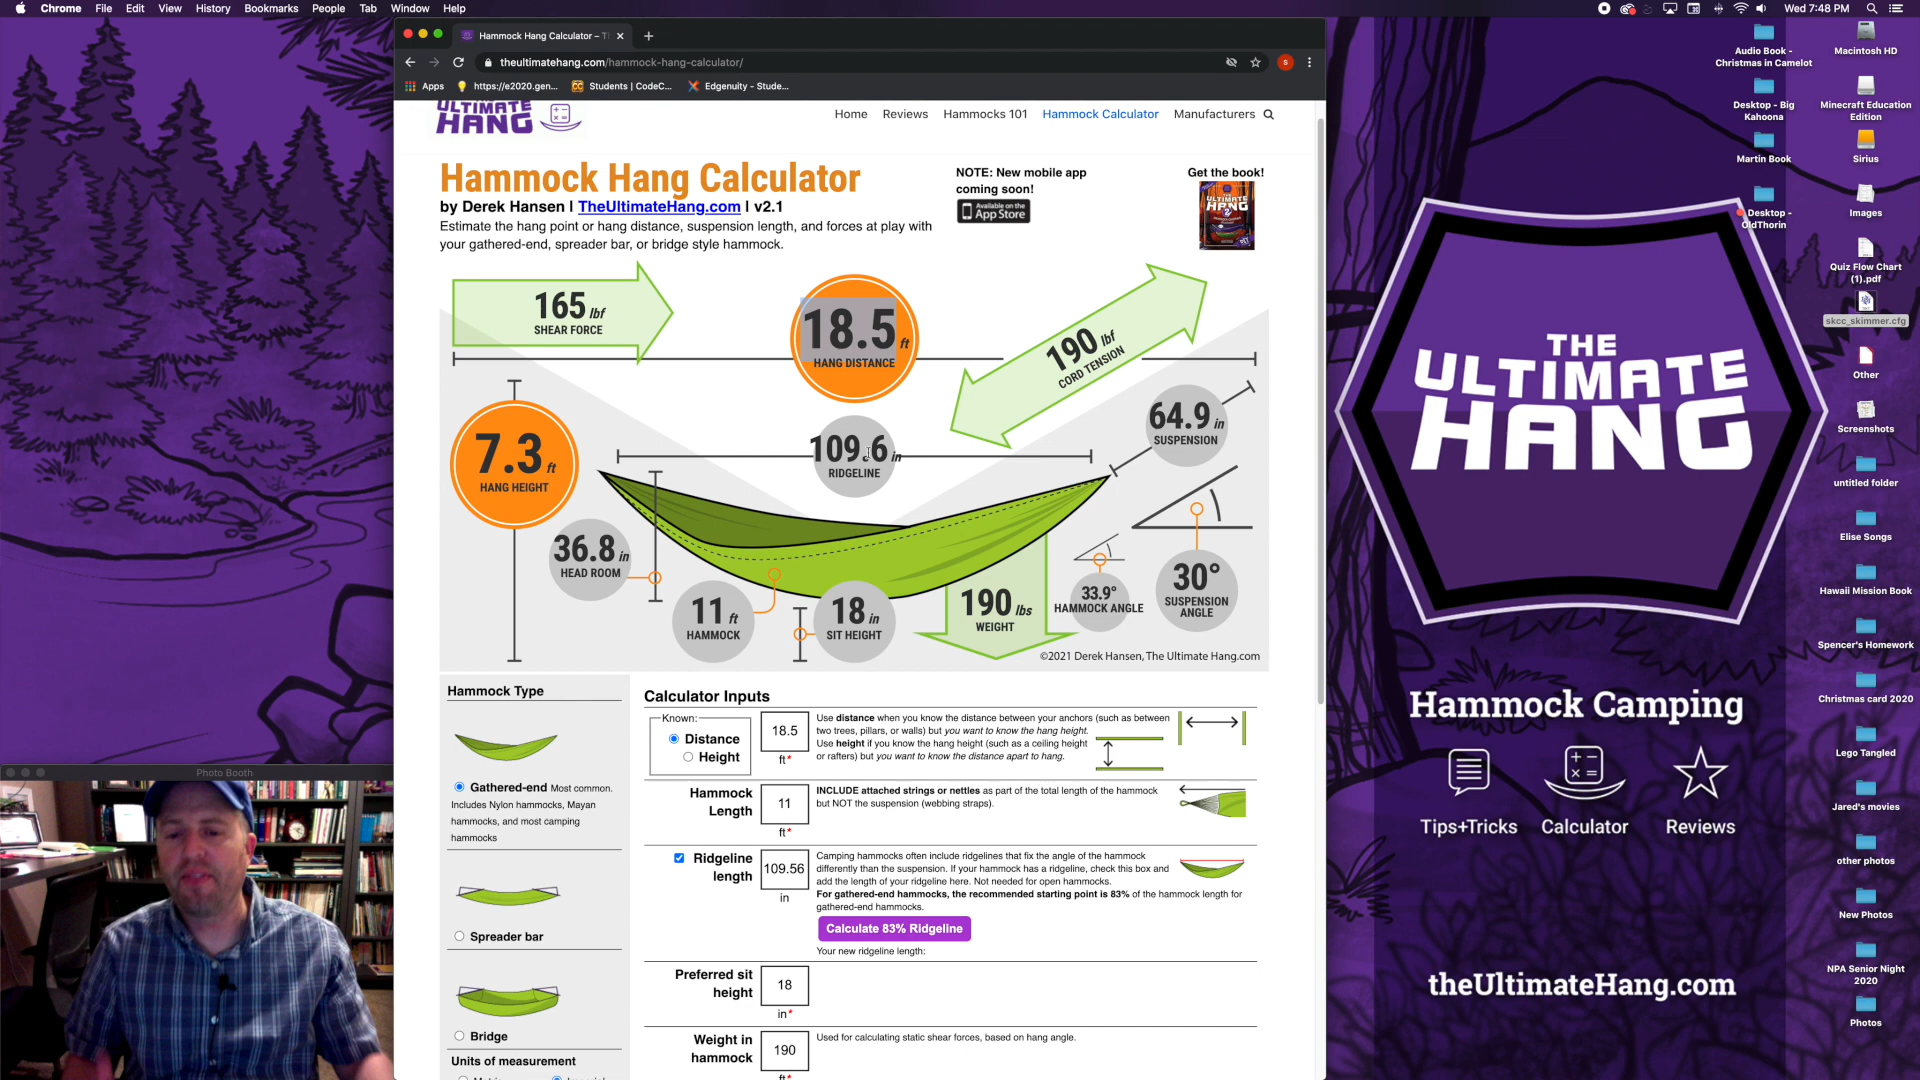 Chrome File Edit View History Bookmarks People Tab Window Help
Wed 7:48 PM
Hammock Hang Calculator – T
theultimatehang.com/hammock-hang-calculator/
S
Apps https://e2020.gen... Students | CodeC... Edgenuity - Stude...
ULTIMATE
HANG
Home Reviews Hammocks 101 Hammock Calculator Manufacturers
Hammock Hang Calculator
by Derek Hansen | TheUltimateHang.com | v2.1
Estimate the hang point or hang distance, suspension length, and forces at play with
your gathered-end, spreader bar, or bridge style hammock.
NOTE: New mobile app
coming soon!
Available on the
App Store
Get the book!
165 lbf
SHEAR FORCE
18.5 ft
HANG DISTANCE
190 lbf
CORD TENSION
7.3 ft
HANG HEIGHT
109.6 in
RIDGELINE
64.9 in
SUSPENSION
36.8 in
HEAD ROOM
11 ft
HAMMOCK
18 in
SIT HEIGHT
190 lbs
WEIGHT
33.9°
HAMMOCK ANGLE
30°
SUSPENSION
ANGLE
©2021 Derek Hansen, The Ultimate Hang.com
Hammock Type
Gathered-end Most common.
Includes Nylon hammocks, Mayan
hammocks, and most camping
hammocks
Spreader bar
Bridge
Units of measurement
Calculator Inputs
Known:
Distance
Height
18.5
ft*
Use distance when you know the distance between your anchors (such as between
two trees, pillars, or walls) but you want to know the hang height.
Use height if you know the hang height (such as a ceiling height
or rafters) but you want to know the distance apart to hang.
Hammock
Length
11
ft*
INCLUDE attached strings or nettles as part of the total length of the hammock
but NOT the suspension (webbing straps).
Ridgeline
length
109.56
in
Camping hammocks often include ridgelines that fix the angle of the hammock
differently than the suspension. If your hammock has a ridgeline, check this box and
add the length of your ridgeline here. Not needed for open hammocks.
For gathered-end hammocks, the recommended starting point is 83% of the hammock length for
gathered-end hammocks.
Calculate 83% Ridgeline
Your new ridgeline length:
Preferred sit
height
18
in*
Weight in
hammock
190
Used for calculating static shear forces, based on hang angle.
Photo Booth
THE
ULTIMATE
HANG
Hammock Camping
Tips+Tricks Calculator Reviews
theUltimateHang.com
Audio Book -
Christmas in Camelot
Desktop - Big
Kahoona
Martin Book
Desktop -
OldThorin
Macintosh HD
Minecraft Education
Edition
Sirius
Images
Quiz Flow Chart
(1).pdf
skcc_skimmer.cfg
Other
Screenshots
untitled folder
Elise Songs
Hawaii Mission Book
Spencer's Homework
Christmas card 2020
Lego Tangled
Jared's movies
other photos
New Photos
NPA Senior Night
2020
Photos